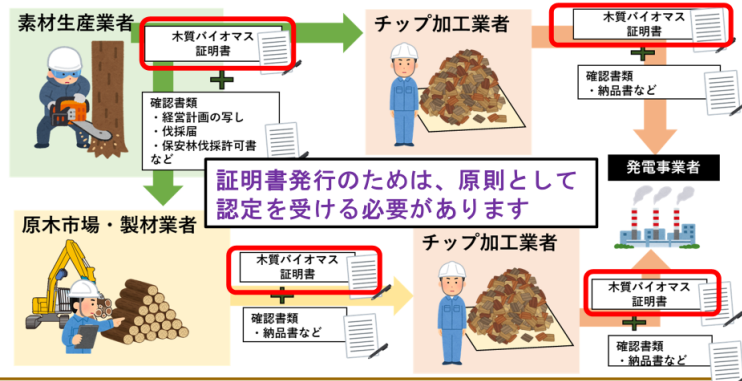 素材生産業者
木質バイオマス
証明書
確認書類
・経営計画の写し
・伐採届
・保安林伐採許可書
など
チップ加工業者
木質バイオマス
証明書
確認書類
・納品書など
発電事業者
証明書発行のためは、原則として
認定を受ける必要があります
原木市場・製材業者
木質バイオマス
証明書
確認書類
・納品書など
チップ加工業者
木質バイオマス
証明書
確認書類
・納品書など